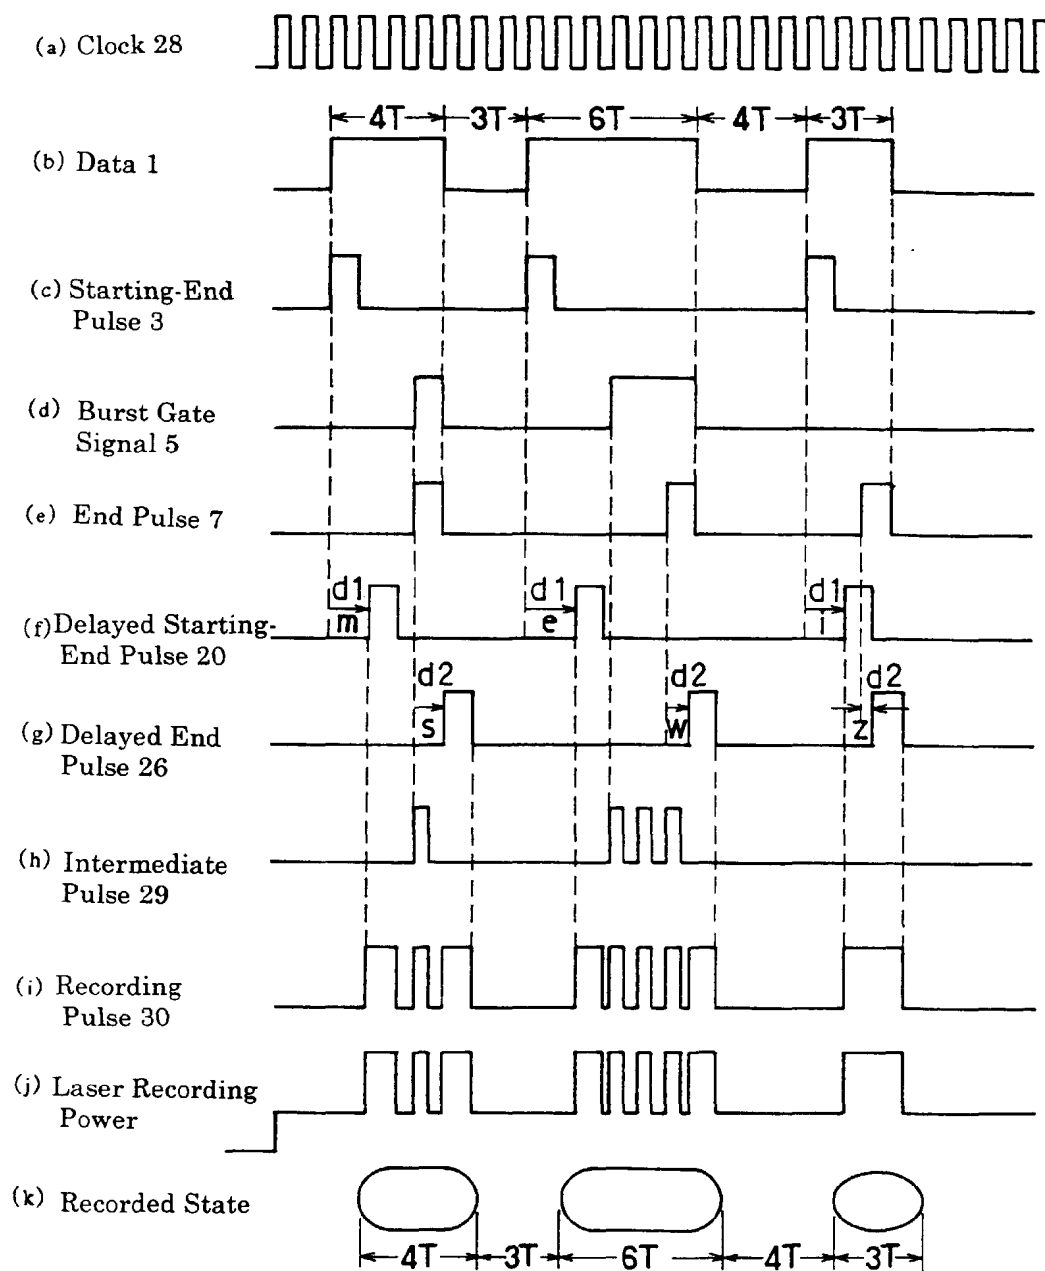 (a) Clock 28
4T 3T 6T 4T 3T
(b) Data 1
(c) Starting-End
Pulse 3
(d) Burst Gate
Signal 5
(e) End Pulse 7
d1 d1 d1
m e i
(f) Delayed Starting-
End Pulse 20
d2 d2 d2
s w z
(g) Delayed End
Pulse 26
(h) Intermediate
Pulse 29
(i) Recording
Pulse 30
(j) Laser Recording
Power
(k) Recorded State
4T 3T 6T 4T 3T